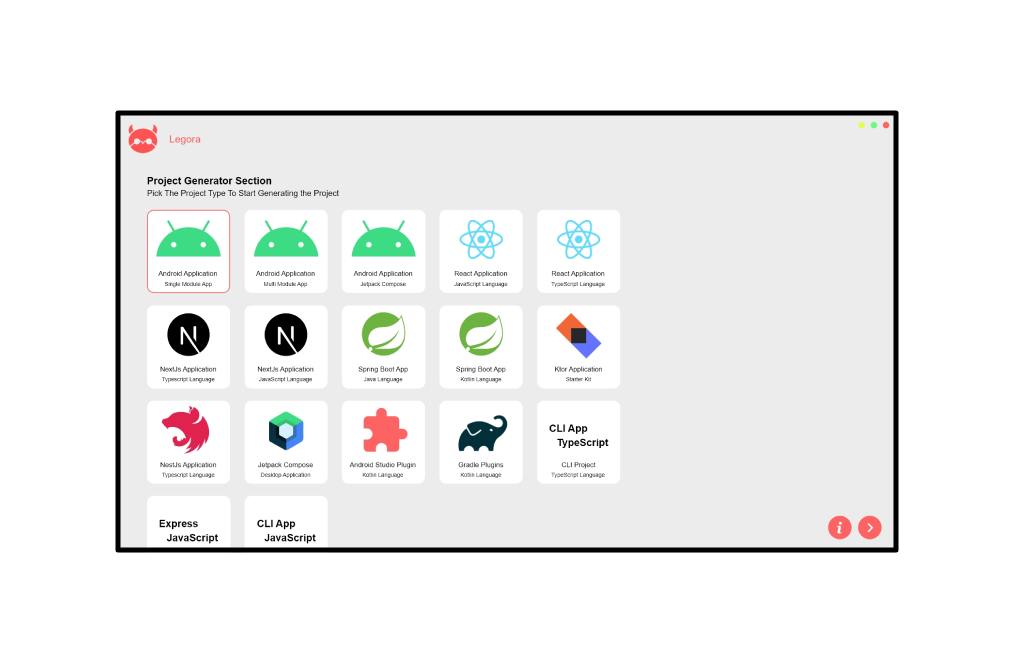 Legora
Project Generator Section
Pick The Project Type To Start Generating the Project
Android Application
Single Module App
Android Application
Multi Module App
Android Application
Jetpack Compose
React Application
JavaScript Language
React Application
TypeScript Language
NextJs Application
Typescript Language
NextJs Application
JavaScript Language
Spring Boot App
Java Language
Spring Boot App
Kotlin Language
Ktor Application
Starter Kit
NestJs Application
Typescript Language
Jetpack Compose
Desktop Application
Android Studio Plugin
Kotlin Language
Gradle Plugins
Kotlin Language
CLI App
TypeScript
CLI Project
TypeScript Language
Express
JavaScript
CLI App
JavaScript